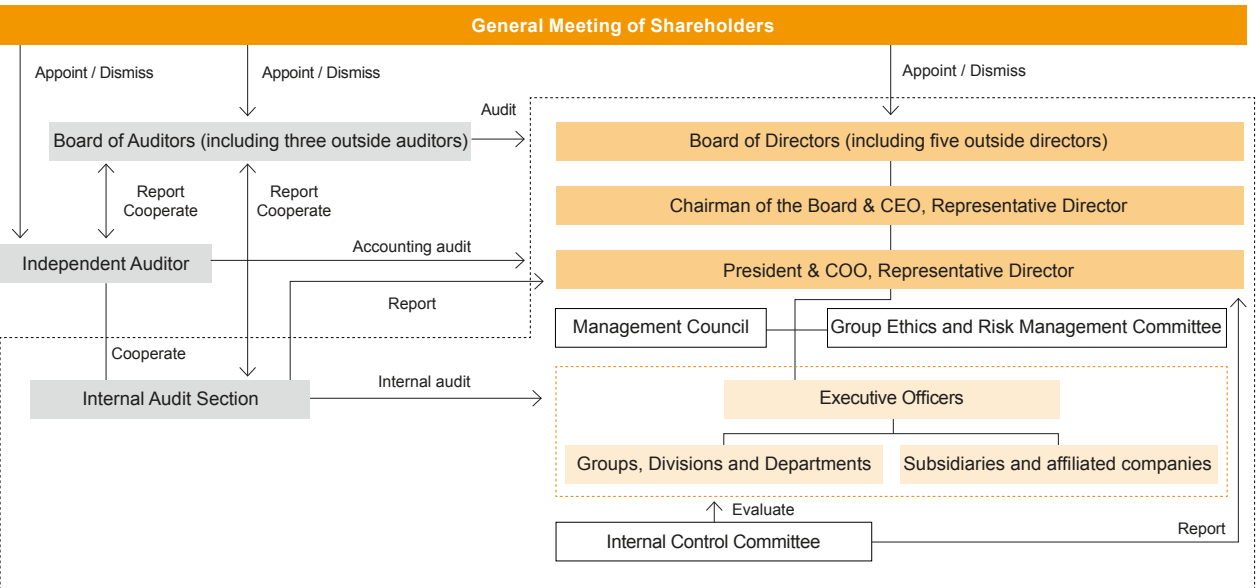 General Meeting of Shareholders
Appoint / Dismiss
Appoint / Dismiss
Appoint / Dismiss
Audit
Board of Auditors (including three outside auditors)
Board of Directors (including five outside directors)
Report
Cooperate
Report
Cooperate
Chairman of the Board & CEO, Representative Director
Accounting audit
Independent Auditor
President & COO, Representative Director
Report
Management Council
Group Ethics and Risk Management Committee
Cooperate
Internal audit
Internal Audit Section
Executive Officers
Groups, Divisions and Departments
Subsidiaries and affiliated companies
Evaluate
Internal Control Committee
Report